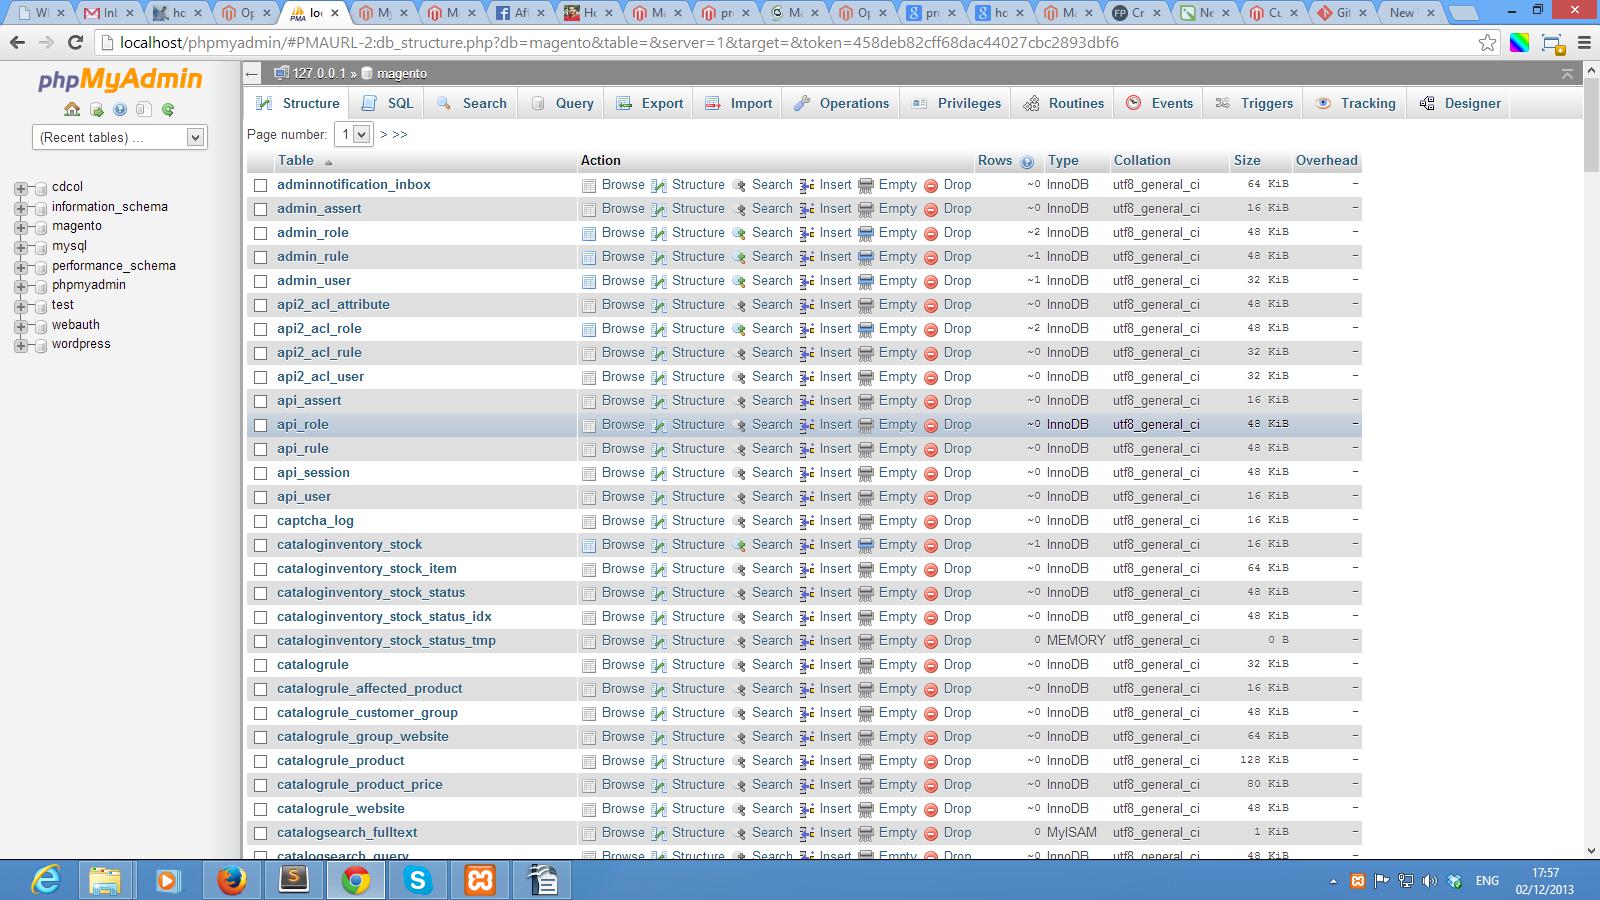 Wh
Inb
ho
Op
loc
My
Ma
Aft
Ho
Ma
pro
Ma
Op
pro
ho
Ma
Cr
Ne
Cu
Git
New
localhost/phpmyadmin/#PMAURL-2:db_structure.php?db=magento&table=&server=1&target=&token=458deb82cff68dac44027cbc2893dbf6
phpMyAdmin
(Recent tables) ...
cdcol
information_schema
magento
mysql
performance_schema
phpmyadmin
test
webauth
wordpress
127.0.0.1 » magento
Structure SQL Search Query Export Import Operations Privileges Routines Events Triggers Tracking Designer
Page number: 1 > >>
Table Action Rows Type Collation Size Overhead
adminnotification_inbox Browse Structure Search Insert Empty Drop ~0 InnoDB utf8_general_ci 64 KiB -
admin_assert Browse Structure Search Insert Empty Drop ~0 InnoDB utf8_general_ci 16 KiB -
admin_role Browse Structure Search Insert Empty Drop ~2 InnoDB utf8_general_ci 48 KiB -
admin_rule Browse Structure Search Insert Empty Drop ~1 InnoDB utf8_general_ci 48 KiB -
admin_user Browse Structure Search Insert Empty Drop ~1 InnoDB utf8_general_ci 32 KiB -
api2_acl_attribute Browse Structure Search Insert Empty Drop ~0 InnoDB utf8_general_ci 48 KiB -
api2_acl_role Browse Structure Search Insert Empty Drop ~2 InnoDB utf8_general_ci 48 KiB -
api2_acl_rule Browse Structure Search Insert Empty Drop ~0 InnoDB utf8_general_ci 32 KiB -
api2_acl_user Browse Structure Search Insert Empty Drop ~0 InnoDB utf8_general_ci 32 KiB -
api_assert Browse Structure Search Insert Empty Drop ~0 InnoDB utf8_general_ci 16 KiB -
api_role Browse Structure Search Insert Empty Drop ~0 InnoDB utf8_general_ci 48 KiB -
api_rule Browse Structure Search Insert Empty Drop ~0 InnoDB utf8_general_ci 48 KiB -
api_session Browse Structure Search Insert Empty Drop ~0 InnoDB utf8_general_ci 48 KiB -
api_user Browse Structure Search Insert Empty Drop ~0 InnoDB utf8_general_ci 16 KiB -
captcha_log Browse Structure Search Insert Empty Drop ~0 InnoDB utf8_general_ci 16 KiB -
cataloginventory_stock Browse Structure Search Insert Empty Drop ~1 InnoDB utf8_general_ci 16 KiB -
cataloginventory_stock_item Browse Structure Search Insert Empty Drop ~0 InnoDB utf8_general_ci 64 KiB -
cataloginventory_stock_status Browse Structure Search Insert Empty Drop ~0 InnoDB utf8_general_ci 48 KiB -
cataloginventory_stock_status_idx Browse Structure Search Insert Empty Drop ~0 InnoDB utf8_general_ci 48 KiB -
cataloginventory_stock_status_tmp Browse Structure Search Insert Empty Drop 0 MEMORY utf8_general_ci 0 B -
catalogrule Browse Structure Search Insert Empty Drop ~0 InnoDB utf8_general_ci 32 KiB -
catalogrule_affected_product Browse Structure Search Insert Empty Drop ~0 InnoDB utf8_general_ci 16 KiB -
catalogrule_customer_group Browse Structure Search Insert Empty Drop ~0 InnoDB utf8_general_ci 48 KiB -
catalogrule_group_website Browse Structure Search Insert Empty Drop ~0 InnoDB utf8_general_ci 64 KiB -
catalogrule_product Browse Structure Search Insert Empty Drop ~0 InnoDB utf8_general_ci 128 KiB -
catalogrule_product_price Browse Structure Search Insert Empty Drop ~0 InnoDB utf8_general_ci 80 KiB -
catalogrule_website Browse Structure Search Insert Empty Drop ~0 InnoDB utf8_general_ci 48 KiB -
catalogsearch_fulltext Browse Structure Search Insert Empty Drop 0 MyISAM utf8_general_ci 1 KiB -
catalogsearch_query Browse Structure Search Insert Empty Drop ~0 InnoDB utf8_general_ci 48 KiB -
ENG
17:57
02/12/2013